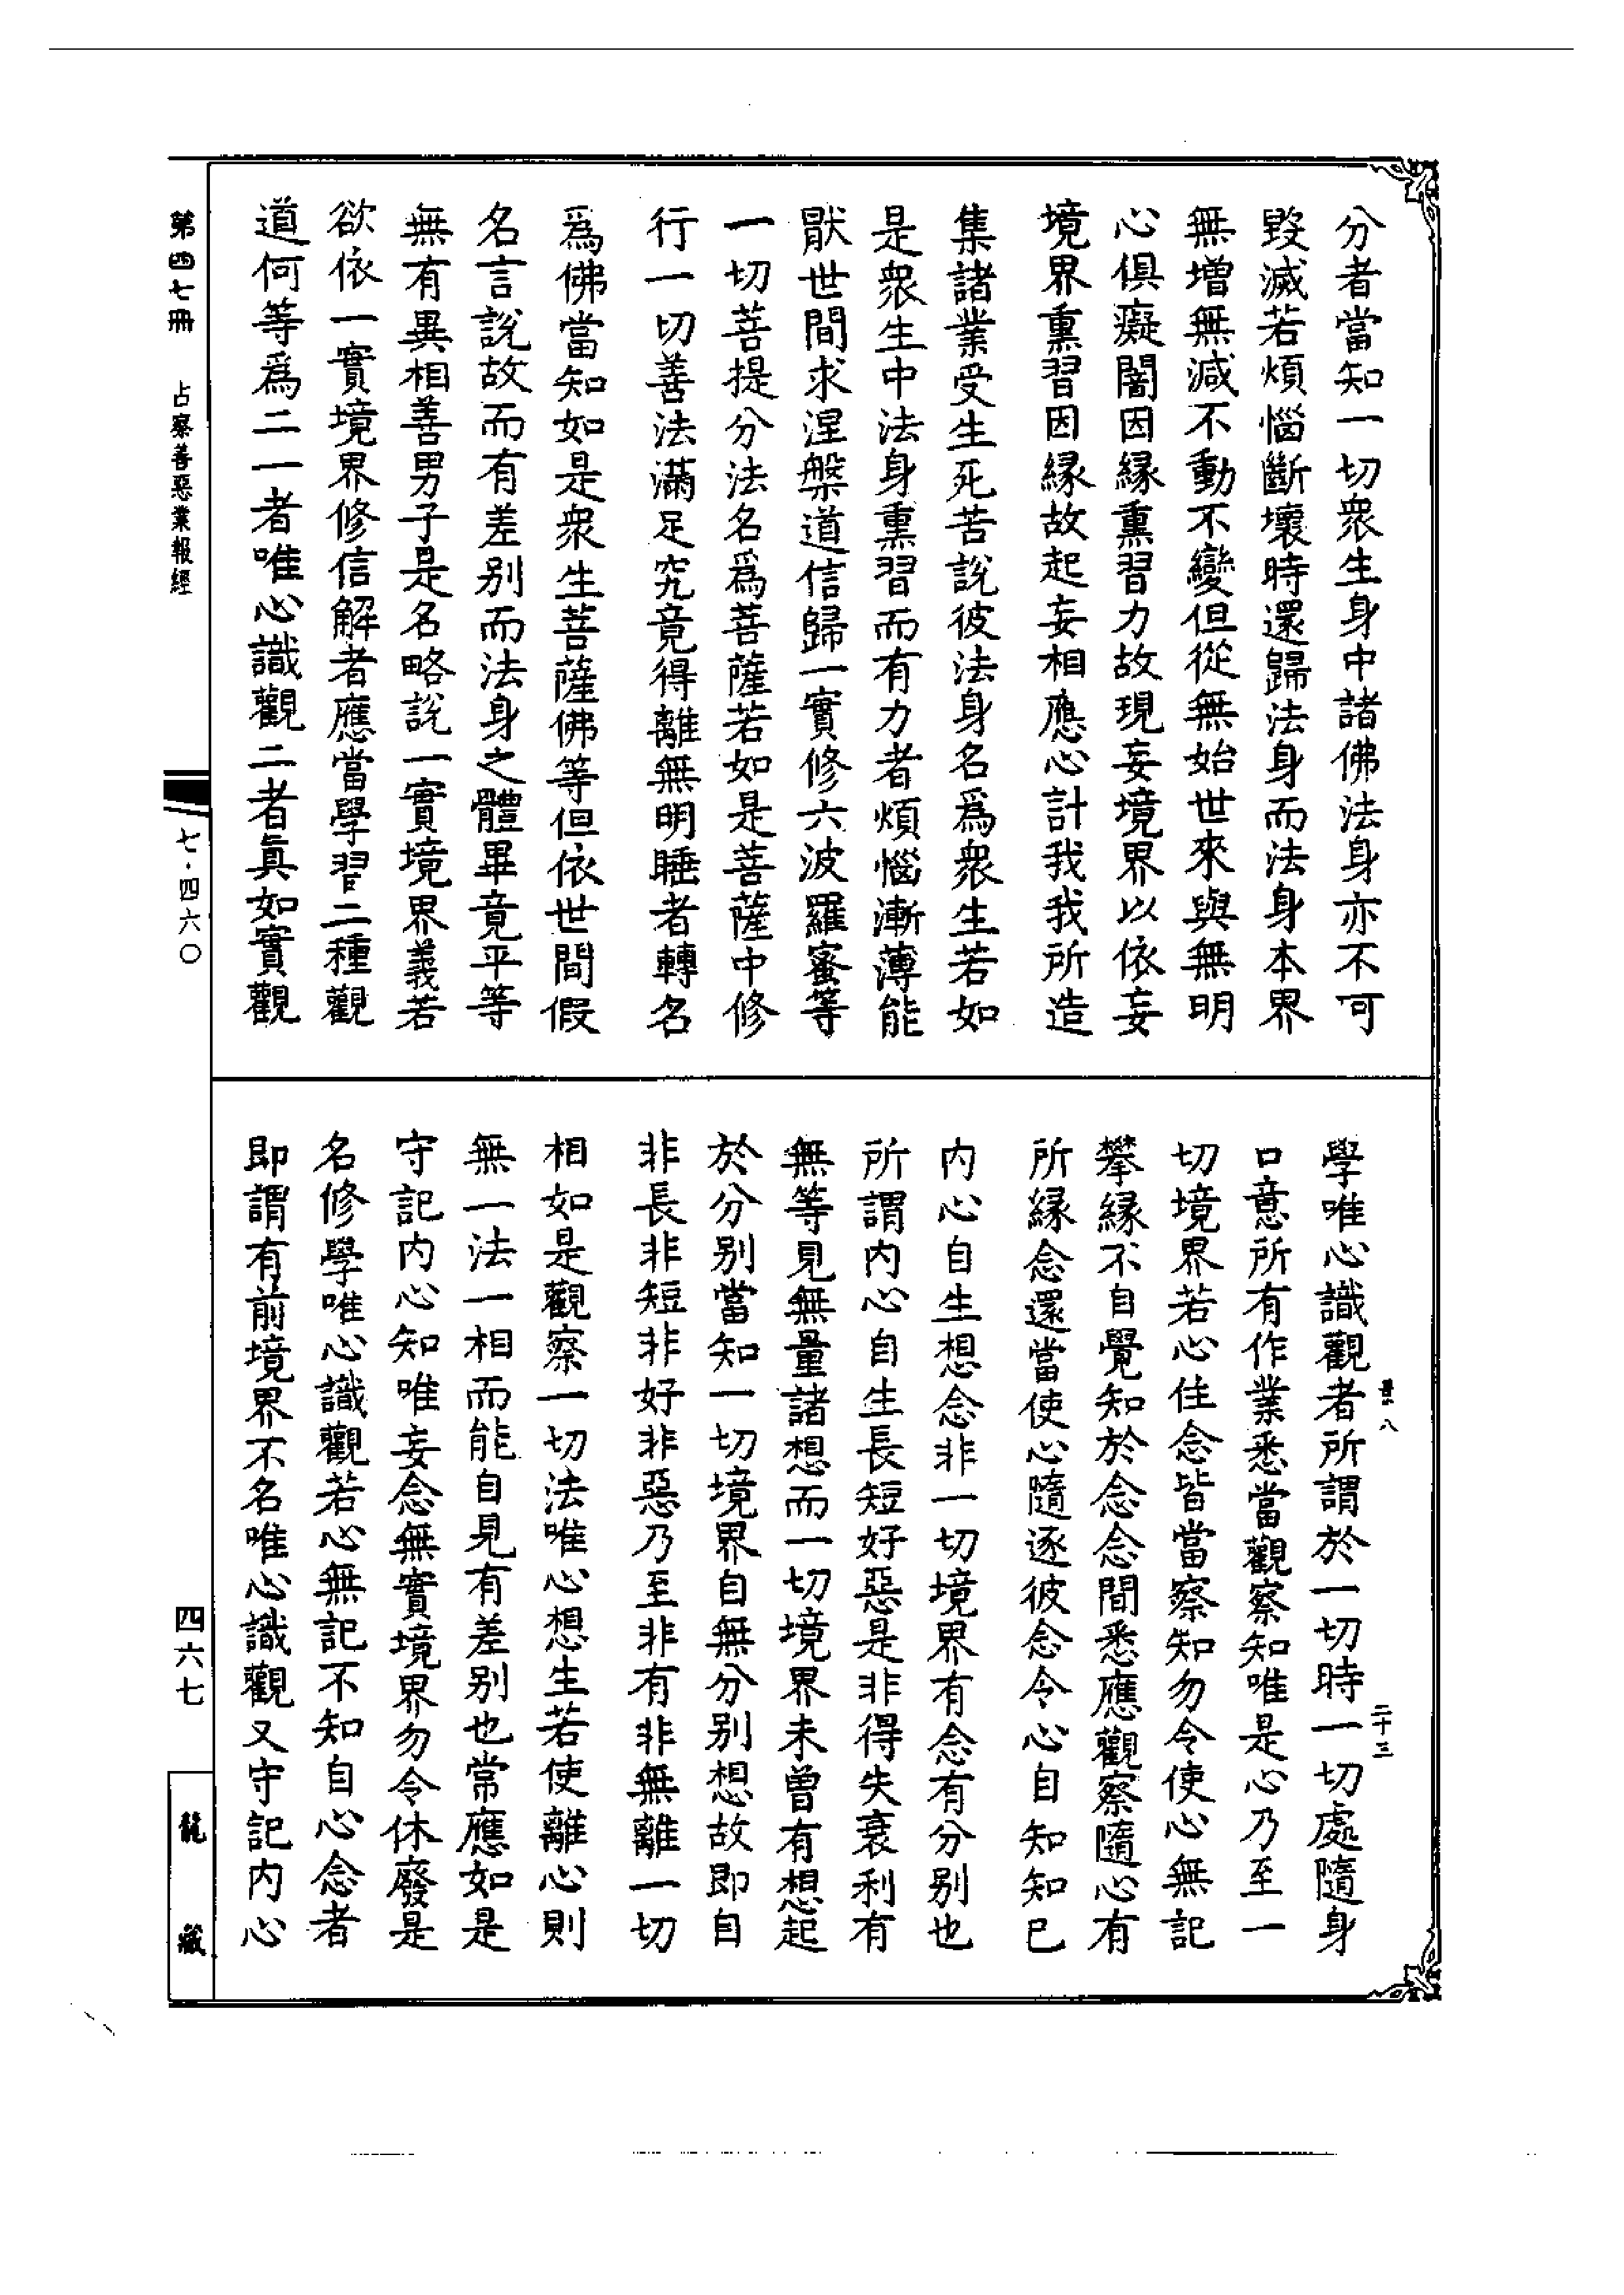 分者當知一切衆生身中諸佛法身亦不可
毀滅若煩惱斷壞時還歸法身而法身本界
無增無減不動不變但從無始世來與無明
心俱癡闇因緣熏習力故現妄境界以依妄
境界熏習因緣故起妄相應心計我我所造
集諸業受生死苦說彼法身名爲衆生若如
是衆生中法身熏習而有力者煩惱漸薄能
厭世間求涅槃道信歸一實修六波羅蜜等
一切菩提分法名爲菩薩若如是菩薩中修
行一切善法滿足究竟得離無明睡者轉名
爲佛當知如是衆生菩薩佛等但依世間假
名言說故而有差别而法身之體畢竟平等
無有異相善男子是名略說一實境界義若
欲依一實境界修信解者應當學習二種觀
道何等爲二一者唯心識觀二者真如實觀
學唯心識觀者所謂於一切時一切處隨身
口意所有作業悉當觀察知唯是心乃至一
切境界若心住念皆當察知勿令使心無記
攀緣不自覺知於念念間悉應觀察隨心有
所緣念還當使心隨逐彼念令心自知知已
内心自生想念非一切境界有念有分别也
所謂内心自生長短好惡是非得失衰利有
無等見無量諸想而一切境界未曾有想起
於分别當知一切境界自無分别想故即自
非長非短非好非惡乃至非有非無離一切
相如是觀察一切法唯心想生若使離心則
無一法一相而能自見有差别也常應如是
守記内心知唯妄念無實境界勿令休廢是
名修學唯心識觀若心無記不知自心念者
即謂有前境界不名唯心識觀又守記内心
第四七冊 占察善惡業報經
七·四六〇
四六七
龍藏
八
二十三